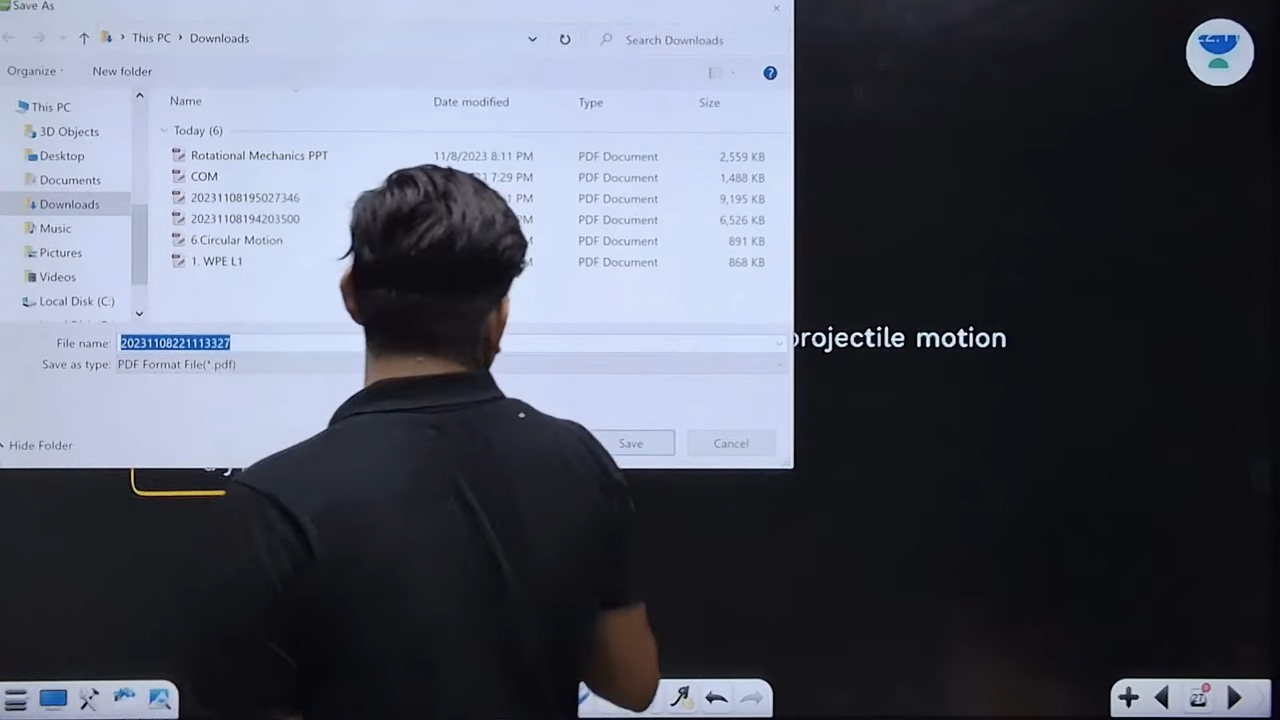 Save As
This PC > Downloads
Search Downloads
Organize
New folder
?
This PC
3D Objects
Desktop
Documents
Downloads
Music
Pictures
Videos
Local Disk (C:)
Name Date modified Type Size
Today (6)
Rotational Mechanics PPT 11/8/2023 8:11 PM PDF Document 2,559 KB
COM 7:29 PM PDF Document 1,488 KB
20231108195027346 PM PDF Document 9,195 KB
20231108194203500 PM PDF Document 6,526 KB
6.Circular Motion PDF Document 891 KB
1. WPE L1 PDF Document 868 KB
File name: 20231108221113327
Save as type: PDF Format File(*.pdf)
projectile motion
Hide Folder
Save
Cancel
27